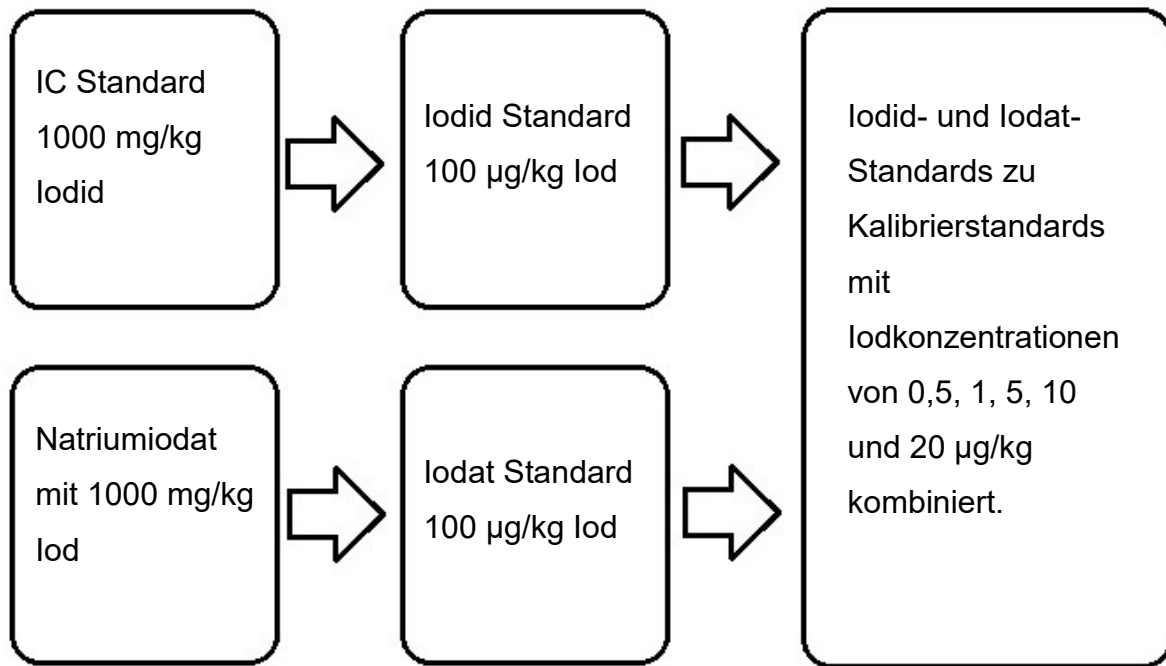 IC Standard
1000 mg/kg
Iodid
Iodid Standard
100 µg/kg Iod
Natriumiodat
mit 1000 mg/kg
Iod
Iodat Standard
100 µg/kg Iod
Iodid- und Iodat-
Standards zu
Kalibrierstandards
mit
Iodkonzentrationen
von 0,5, 1, 5, 10
und 20 µg/kg
kombiniert.